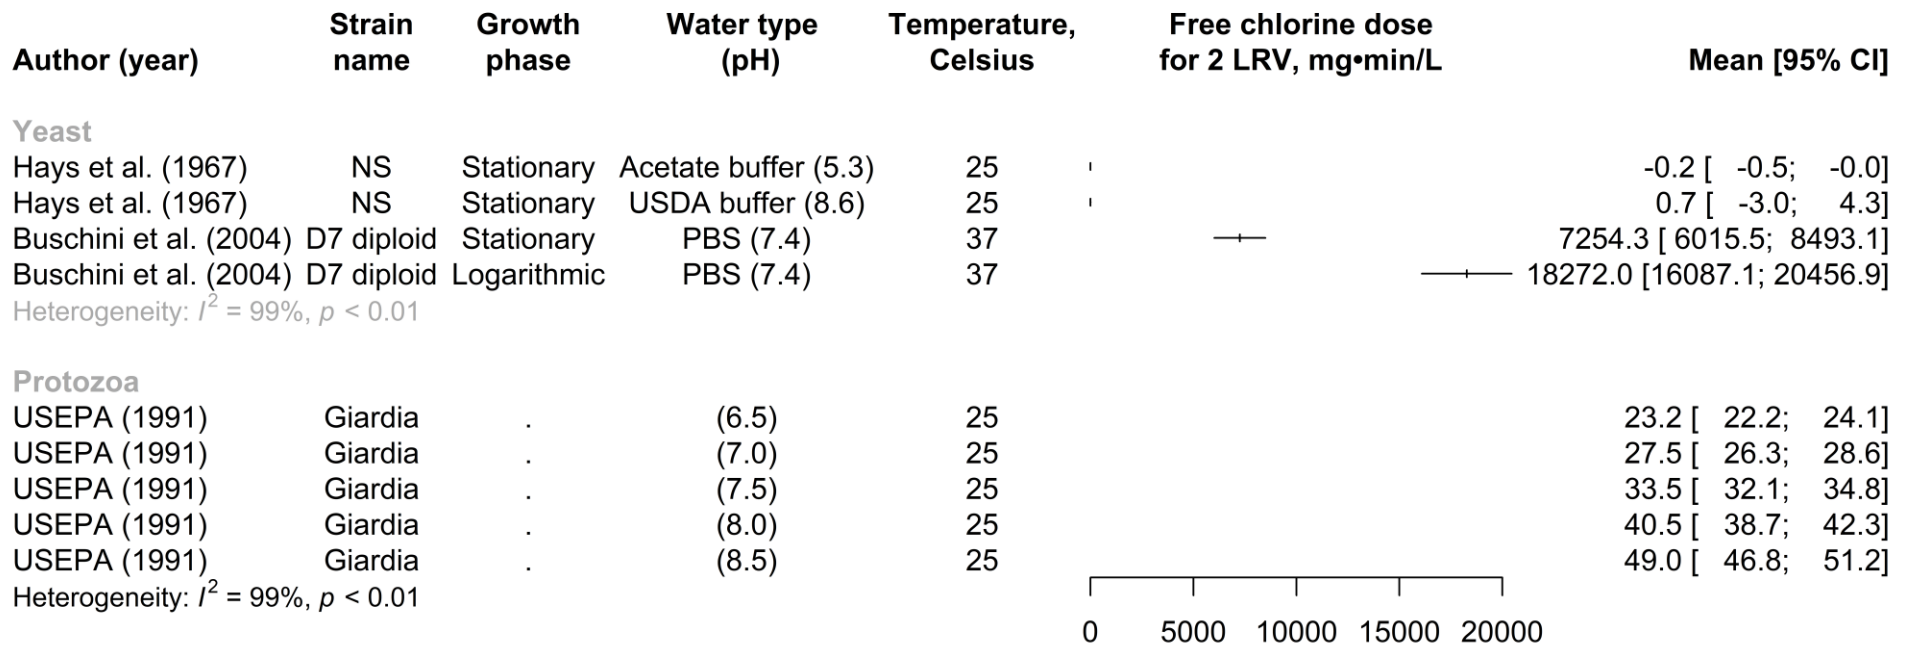 Strain Growth Water type Temperature, Free chlorine dose
Author (year) name phase (pH) Celsius for 2 LRV, mg•min/L Mean [95% CI]
Yeast
Hays et al. (1967) NS Stationary Acetate buffer (5.3) 25 -0.2 [ -0.5; -0.0]
Hays et al. (1967) NS Stationary USDA buffer (8.6) 25 0.7 [ -3.0; 4.3]
Buschini et al. (2004) D7 diploid Stationary PBS (7.4) 37 7254.3 [ 6015.5; 8493.1]
Buschini et al. (2004) D7 diploid Logarithmic PBS (7.4) 37 18272.0 [16087.1; 20456.9]
Heterogeneity: I² = 99%, p < 0.01
Protozoa
USEPA (1991) Giardia . (6.5) 25 23.2 [ 22.2; 24.1]
USEPA (1991) Giardia . (7.0) 25 27.5 [ 26.3; 28.6]
USEPA (1991) Giardia . (7.5) 25 33.5 [ 32.1; 34.8]
USEPA (1991) Giardia . (8.0) 25 40.5 [ 38.7; 42.3]
USEPA (1991) Giardia . (8.5) 25 49.0 [ 46.8; 51.2]
Heterogeneity: I² = 99%, p < 0.01
0 5000 10000 15000 20000